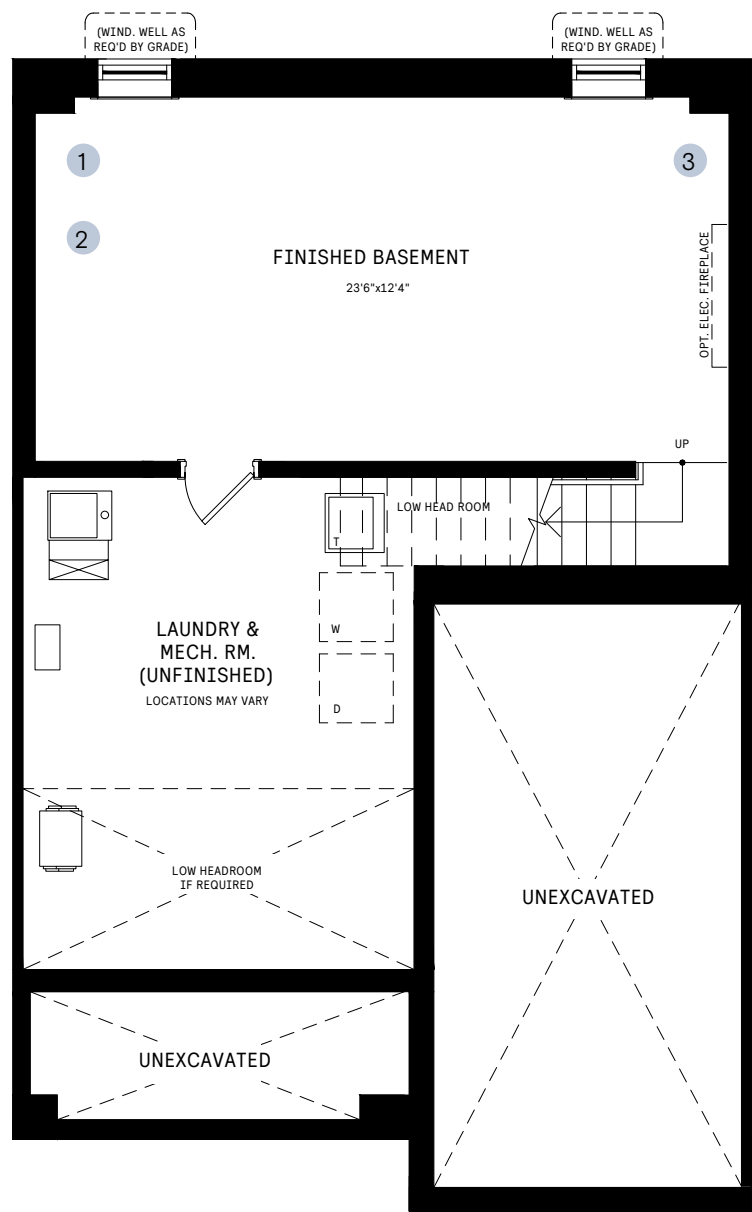 (WIND. WELL AS
REQ'D BY GRADE)
(WIND. WELL AS
REQ'D BY GRADE)
1
3
2
FINISHED BASEMENT
23'6"x12'4"
OPT. ELEC. FIREPLACE
UP
LOW HEAD ROOM
T
W
LAUNDRY &
MECH. RM.
(UNFINISHED)
LOCATIONS MAY VARY
D
LOW HEADROOM
IF REQUIRED
UNEXCAVATED
UNEXCAVATED